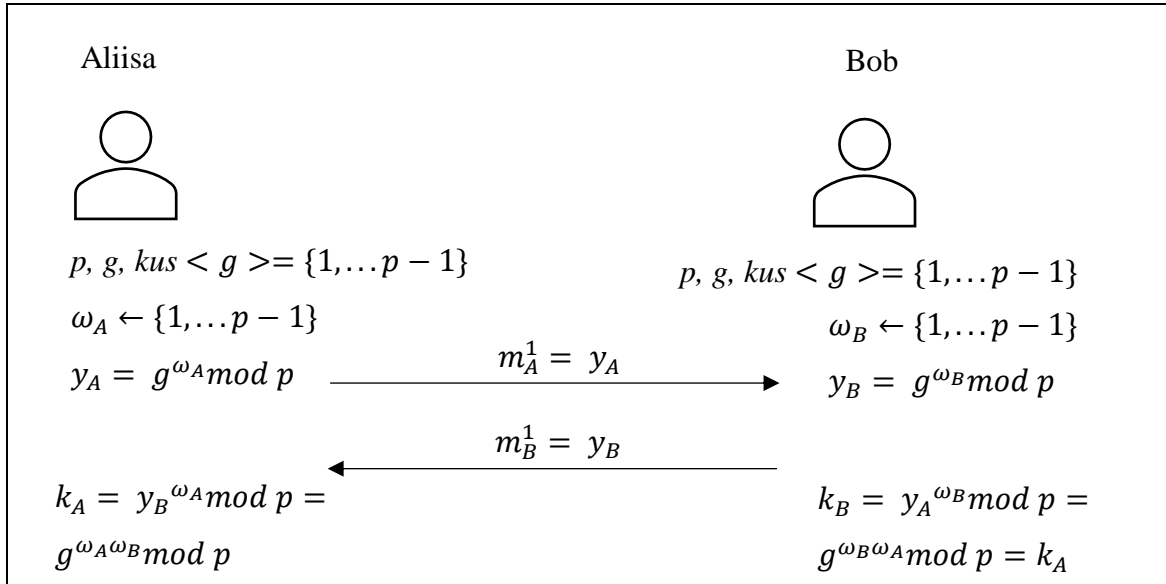 Aliisa
Bob
p, g, kus < g >= {1, … p − 1}
p, g, kus < g >= {1, … p − 1}
ω_A ← {1, … p − 1}
ω_B ← {1, … p − 1}
y_A = g^{ω_A} mod p
m_A^1 = y_A
y_B = g^{ω_B} mod p
m_B^1 = y_B
k_A = y_B^{ω_A} mod p =
g^{ω_A ω_B} mod p
k_B = y_A^{ω_B} mod p =
g^{ω_B ω_A} mod p = k_A